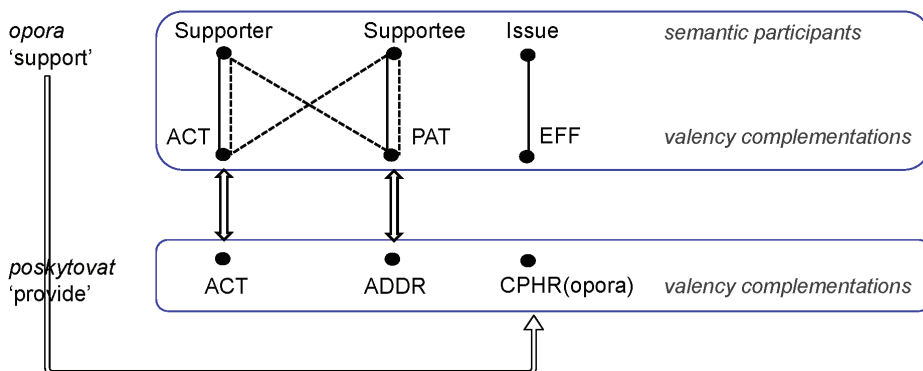 opora Supporter Supportee Issue semantic participants
'support'
ACT PAT EFF valency complementations
poskytovat
'provide' ACT ADDR CPHR(opora) valency complementations